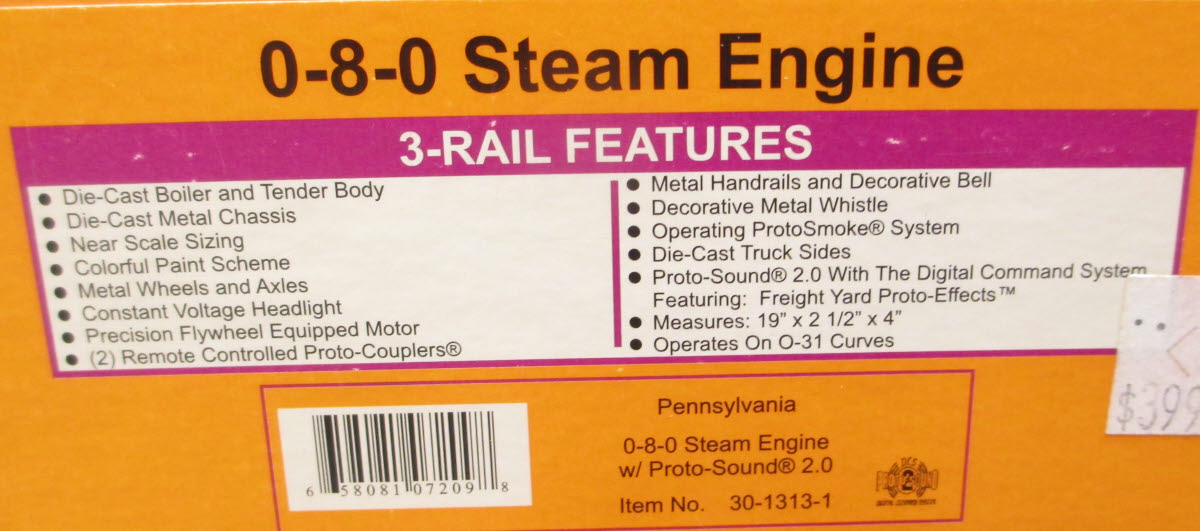 0-8-0 Steam Engine
3-RAIL FEATURES
● Die-Cast Boiler and Tender Body
● Die-Cast Metal Chassis
● Near Scale Sizing
● Colorful Paint Scheme
● Metal Wheels and Axles
● Constant Voltage Headlight
● Precision Flywheel Equipped Motor
● (2) Remote Controlled Proto-Couplers®
● Metal Handrails and Decorative Bell
● Decorative Metal Whistle
● Operating ProtoSmoke® System
● Die-Cast Truck Sides
● Proto-Sound® 2.0 With The Digital Command System
Featuring: Freight Yard Proto-Effects™
● Measures: 19” x 2 1/2” x 4”
● Operates On O-31 Curves
$399
6 58081 07209 8
Pennsylvania
0-8-0 Steam Engine
w/ Proto-Sound® 2.0
Item No. 30-1313-1
DCS
2